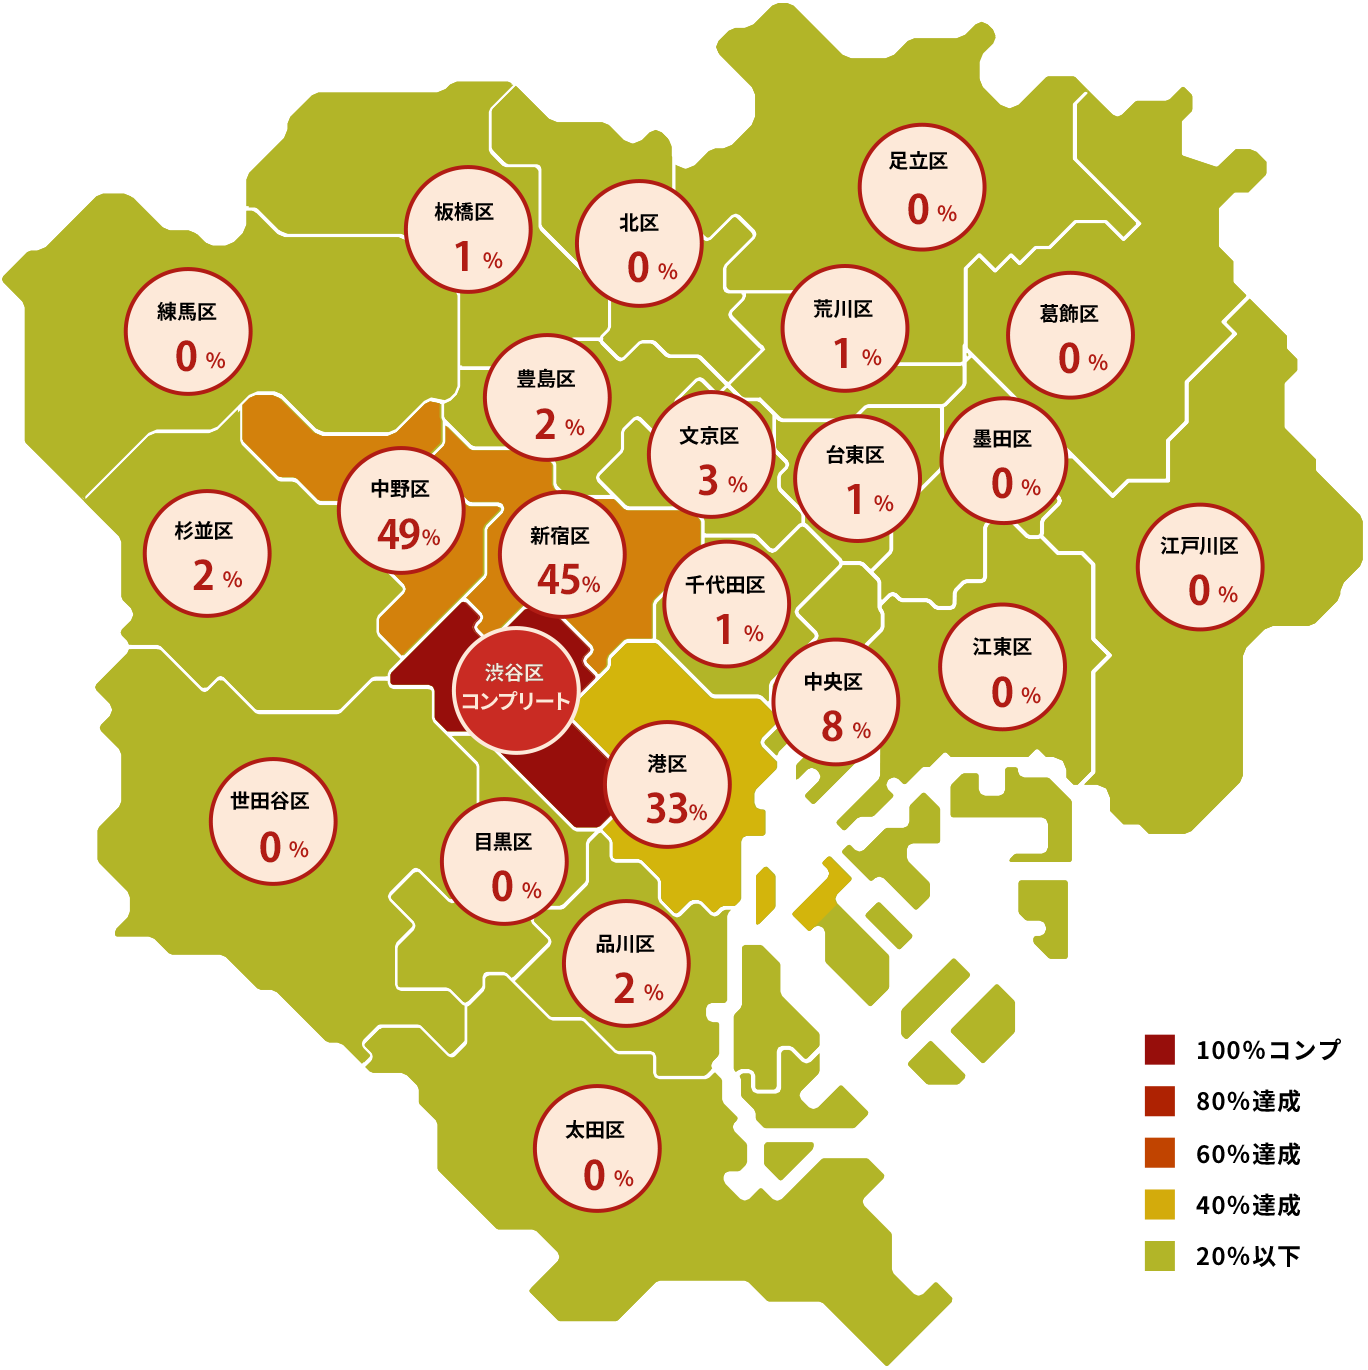 足立区
0 %
板橋区
1 %
北区
0 %
練馬区
0 %
荒川区
1 %
葛飾区
0 %
豊島区
2 %
文京区
3 %
台東区
1 %
墨田区
0 %
中野区
49%
杉並区
2 %
新宿区
45%
江戸川区
0 %
千代田区
1 %
渋谷区
コンプリート
中央区
8 %
江東区
0 %
港区
33%
世田谷区
0 %
目黒区
0 %
品川区
2 %
太田区
0 %
100%コンプ
80%達成
60%達成
40%達成
20%以下